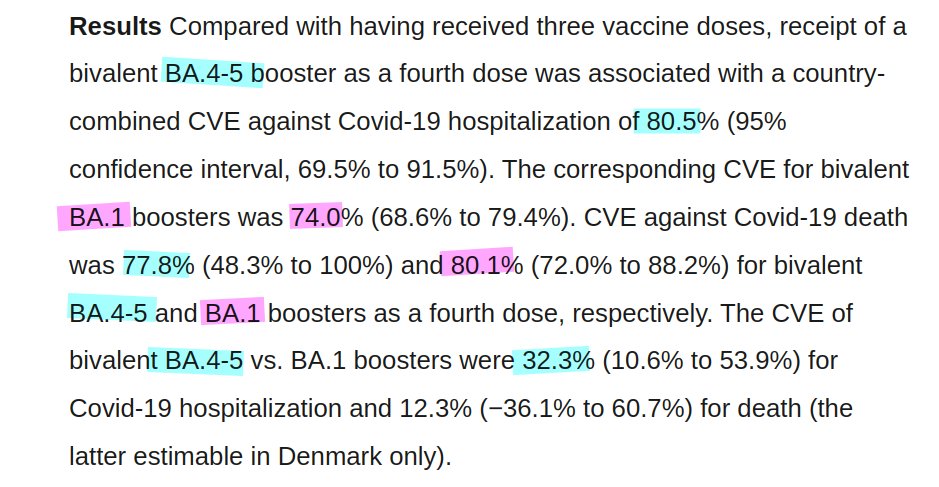 Results Compared with having received three vaccine doses, receipt of a
bivalent BA.4-5 booster as a fourth dose was associated with a country-
combined CVE against Covid-19 hospitalization of 80.5% (95%
confidence interval, 69.5% to 91.5%). The corresponding CVE for bivalent
BA.1 boosters was 74.0% (68.6% to 79.4%). CVE against Covid-19 death
was 77.8% (48.3% to 100%) and 80.1% (72.0% to 88.2%) for bivalent
BA.4-5 and BA.1 boosters as a fourth dose, respectively. The CVE of
bivalent BA.4-5 vs. BA.1 boosters were 32.3% (10.6% to 53.9%) for
Covid-19 hospitalization and 12.3% (−36.1% to 60.7%) for death (the
latter estimable in Denmark only).